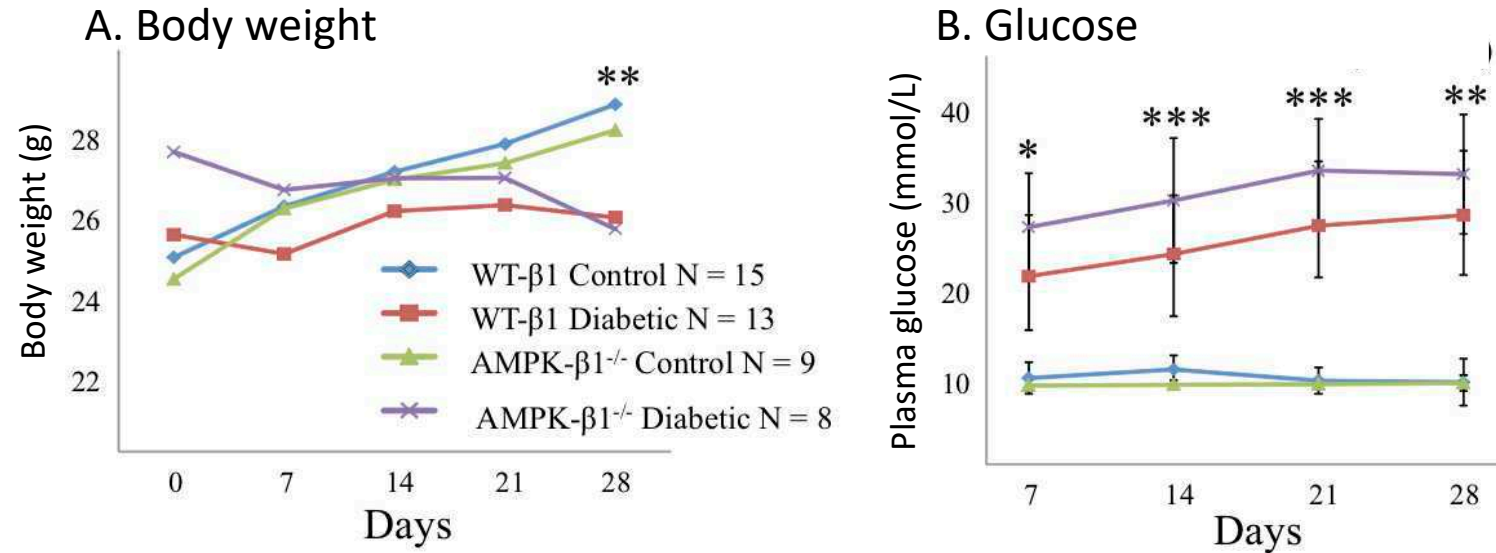 A. Body weight
**
Body weight (g)
28
26
24
22
WT-β1 Control N = 15
WT-β1 Diabetic N = 13
AMPK-β1-/- Control N = 9
AMPK-β1-/- Diabetic N = 8
0 7 14 21 28
Days
B. Glucose
)
* *** *** **
Plasma glucose (mmol/L)
40
30
20
10
7 14 21 28
Days